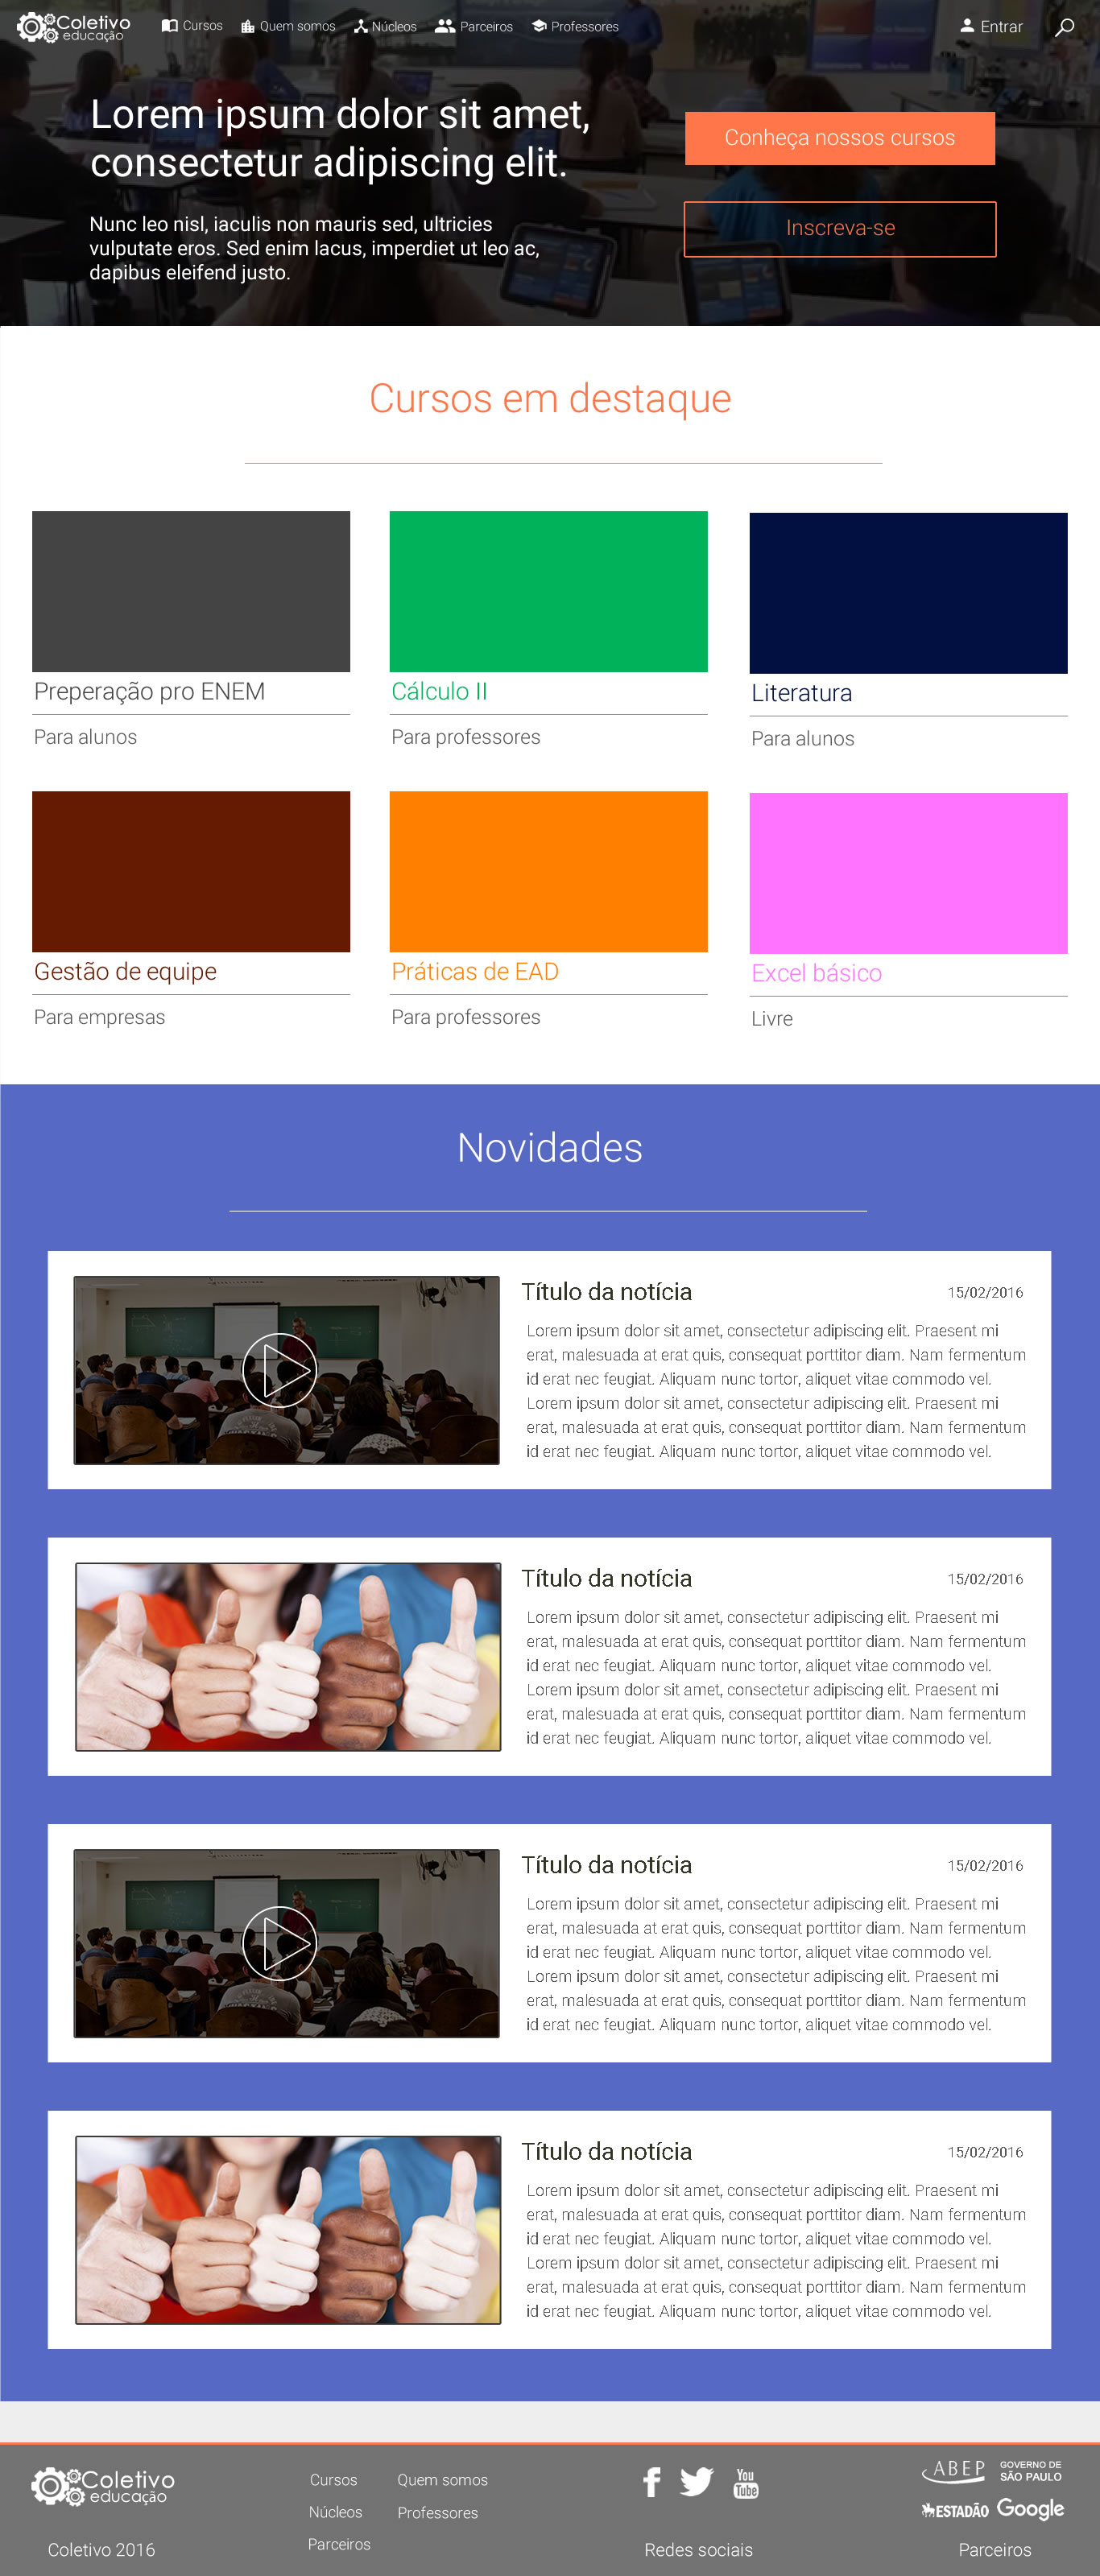 Coletivo
educação
Cursos
Quem somos
Núcleos
Parceiros
Professores
Entrar
Lorem ipsum dolor sit amet,
consectetur adipiscing elit.
Nunc leo nisl, iaculis non mauris sed, ultricies
vulputate eros. Sed enim lacus, imperdiet ut leo ac,
dapibus eleifend justo.
Conheça nossos cursos
Inscreva-se
Cursos em destaque
Preparação pro ENEM
Para alunos
Cálculo II
Para professores
Literatura
Para alunos
Gestão de equipe
Para empresas
Práticas de EAD
Para professores
Excel básico
Livre
Novidades
Título da notícia
15/02/2016
Lorem ipsum dolor sit amet, consectetur adipiscing elit. Praesent mi
erat, malesuada at erat quis, consequat porttitor diam. Nam fermentum
id erat nec feugiat. Aliquam nunc tortor, aliquet vitae commodo vel.
Lorem ipsum dolor sit amet, consectetur adipiscing elit. Praesent mi
erat, malesuada at erat quis, consequat porttitor diam. Nam fermentum
id erat nec feugiat. Aliquam nunc tortor, aliquet vitae commodo vel.
Título da notícia
15/02/2016
Lorem ipsum dolor sit amet, consectetur adipiscing elit. Praesent mi
erat, malesuada at erat quis, consequat porttitor diam. Nam fermentum
id erat nec feugiat. Aliquam nunc tortor, aliquet vitae commodo vel.
Lorem ipsum dolor sit amet, consectetur adipiscing elit. Praesent mi
erat, malesuada at erat quis, consequat porttitor diam. Nam fermentum
id erat nec feugiat. Aliquam nunc tortor, aliquet vitae commodo vel.
Título da notícia
15/02/2016
Lorem ipsum dolor sit amet, consectetur adipiscing elit. Praesent mi
erat, malesuada at erat quis, consequat porttitor diam. Nam fermentum
id erat nec feugiat. Aliquam nunc tortor, aliquet vitae commodo vel.
Lorem ipsum dolor sit amet, consectetur adipiscing elit. Praesent mi
erat, malesuada at erat quis, consequat porttitor diam. Nam fermentum
id erat nec feugiat. Aliquam nunc tortor, aliquet vitae commodo vel.
Título da notícia
15/02/2016
Lorem ipsum dolor sit amet, consectetur adipiscing elit. Praesent mi
erat, malesuada at erat quis, consequat porttitor diam. Nam fermentum
id erat nec feugiat. Aliquam nunc tortor, aliquet vitae commodo vel.
Lorem ipsum dolor sit amet, consectetur adipiscing elit. Praesent mi
erat, malesuada at erat quis, consequat porttitor diam. Nam fermentum
id erat nec feugiat. Aliquam nunc tortor, aliquet vitae commodo vel.
Coletivo
educação
Coletivo 2016
Cursos
Quem somos
Núcleos
Professores
Parceiros
You
Tube
Redes sociais
ABEP
GOVERNO DE
SÃO PAULO
ESTADÃO
Google
Parceiros